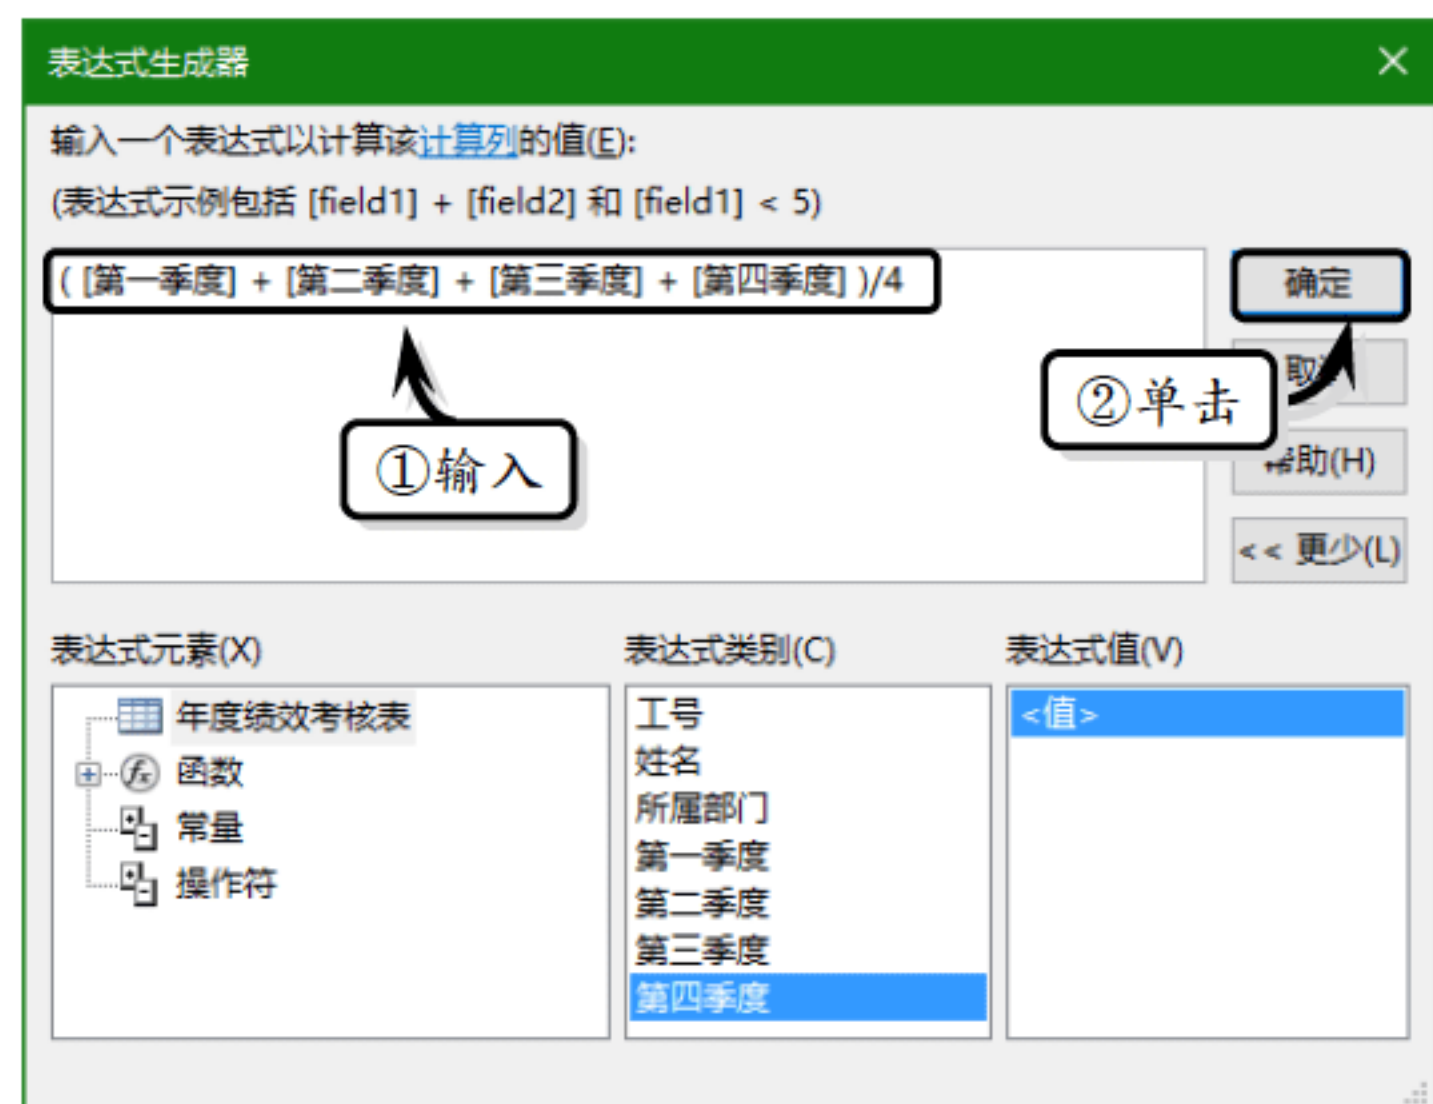 表达式生成器
输入一个表达式以计算该计算列的值(E):
(表达式示例包括 [field1] + [field2] 和 [field1] < 5)
( [第一季度] + [第二季度] + [第三季度] + [第四季度] )/4
确定
取
②单击
①输入
帮助(H)
<< 更少(L)
表达式元素(X)
年度绩效考核表
函数
常量
操作符
表达式类别(C)
工号
姓名
所属部门
第一季度
第二季度
第三季度
第四季度
表达式值(V)
<值>